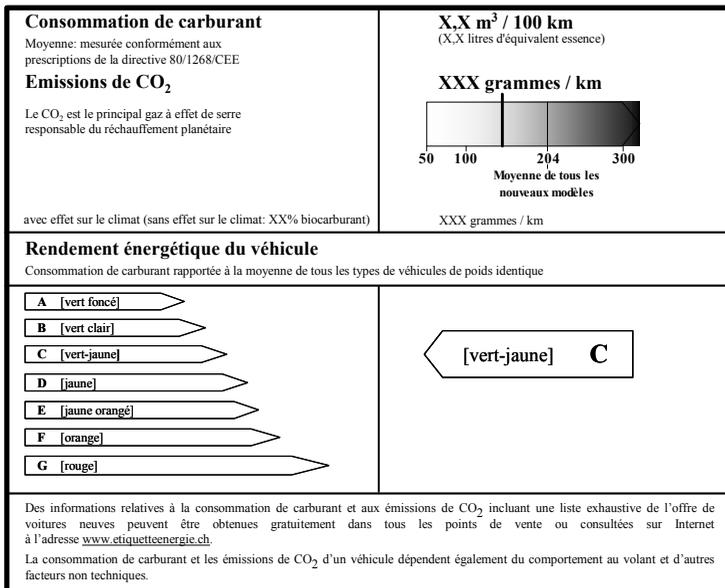 Consommation de carburant
Moyenne: mesurée conformément aux
prescriptions de la directive 80/1268/CEE
X,X m³ / 100 km
(X,X litres d'équivalent essence)
Emissions de CO₂
Le CO₂ est le principal gaz à effet de serre
responsable du réchauffement planétaire
XXX grammes / km
50 100 204 300
Moyenne de tous les
nouveaux modèles
avec effet sur le climat (sans effet sur le climat: XX% biocarburant)
XXX grammes / km
Rendement énergétique du véhicule
Consommation de carburant rapportée à la moyenne de tous les types de véhicules de poids identique
A [vert foncé]
B [vert clair]
C [vert-jaune]
D [jaune]
E [jaune orangé]
F [orange]
G [rouge]
[vert-jaune] C
Des informations relatives à la consommation de carburant et aux émissions de CO₂ incluant une liste exhaustive de l'offre de
voitures neuves peuvent être obtenues gratuitement dans tous les points de vente ou consultées sur Internet
à l'adresse www.etiquetteenergie.ch.
La consommation de carburant et les émissions de CO₂ d'un véhicule dépendent également du comportement au volant et d'autres
facteurs non techniques.